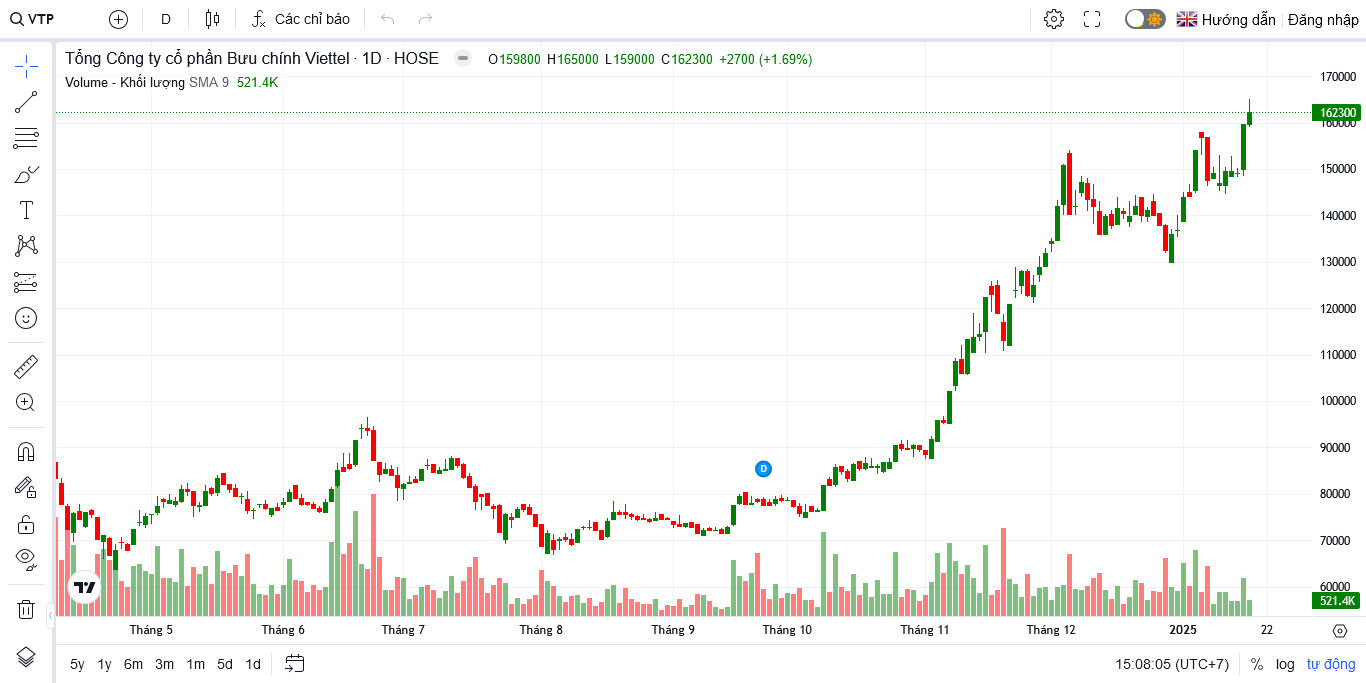 VTP D Các chỉ báo Hướng dẫn Đăng nhập
Tổng Công ty cổ phần Bưu chính Viettel · 1D · HOSE O159800 H165000 L159000 C162300 +2700 (+1.69%)
Volume - Khối lượng SMA 9 521.4K
170000
162300
160000
150000
140000
130000
120000
110000
100000
90000
D
80000
70000
60000
521.4K
Tháng 5 Tháng 6 Tháng 7 Tháng 8 Tháng 9 Tháng 10 Tháng 11 Tháng 12 2025 22
5y 1y 6m 3m 1m 5d 1d 15:08:05 (UTC+7) % log tự động